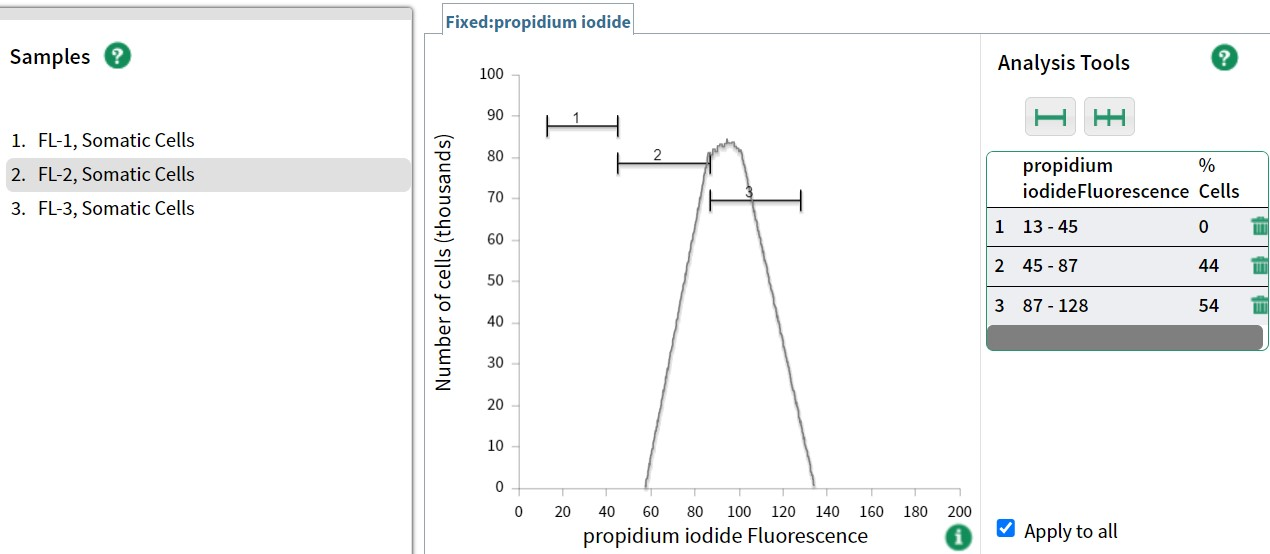 Fixed:propidium iodide
Samples ?
1. FL-1, Somatic Cells
2. FL-2, Somatic Cells
3. FL-3, Somatic Cells
Number of cells (thousands)
100
90
80
70
60
50
40
30
20
10
0
1
2
3
0 20 40 60 80 100 120 140 160 180 200
propidium iodide Fluorescence
i
Analysis Tools ?
propidium %
iodideFluorescence Cells
1 13 - 45 0
2 45 - 87 44
3 87 - 128 54
Apply to all